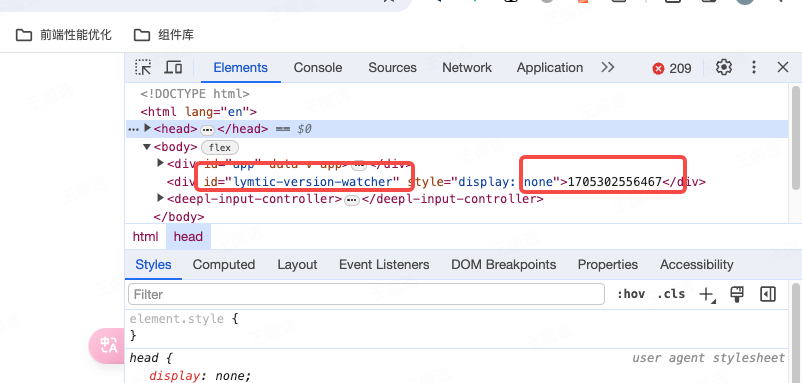 前端性能优化 组件库
Elements Console Sources Network Application 209
<!DOCTYPE html>
<html lang="en">
<head> … </head> == $0
<body> flex
<div id="app" data-v-app> … </div>
<div id="lymtic-version-watcher" style="display: none">1705302556467</div>
<deepl-input-controller> … </deepl-input-controller>
</body>
html head
Styles Computed Layout Event Listeners DOM Breakpoints Properties Accessibility
Filter :hov .cls
element.style {
}
head { user agent stylesheet
display: none;